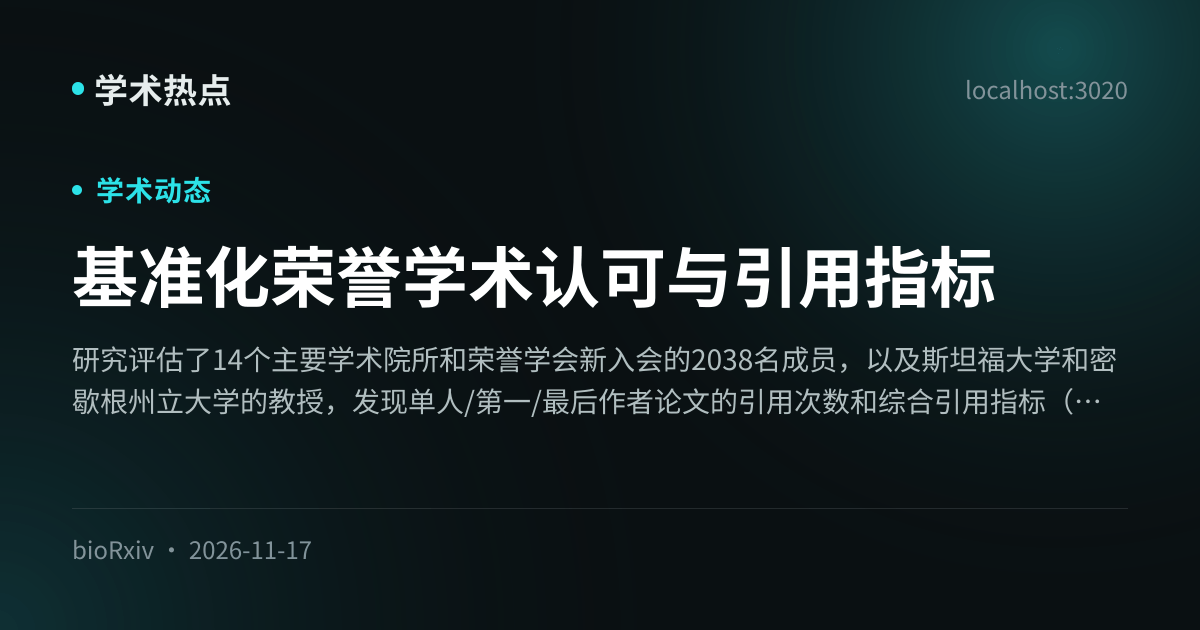 学术热点
localhost:3020
学术动态
基准化荣誉学术认可与引用指标
研究评估了14个主要学术院所和荣誉学会新入会的2038名成员，以及斯坦福大学和密
歇根州立大学的教授，发现单人/第一/最后作者论文的引用次数和综合引用指标（…
bioRxiv · 2026-11-17